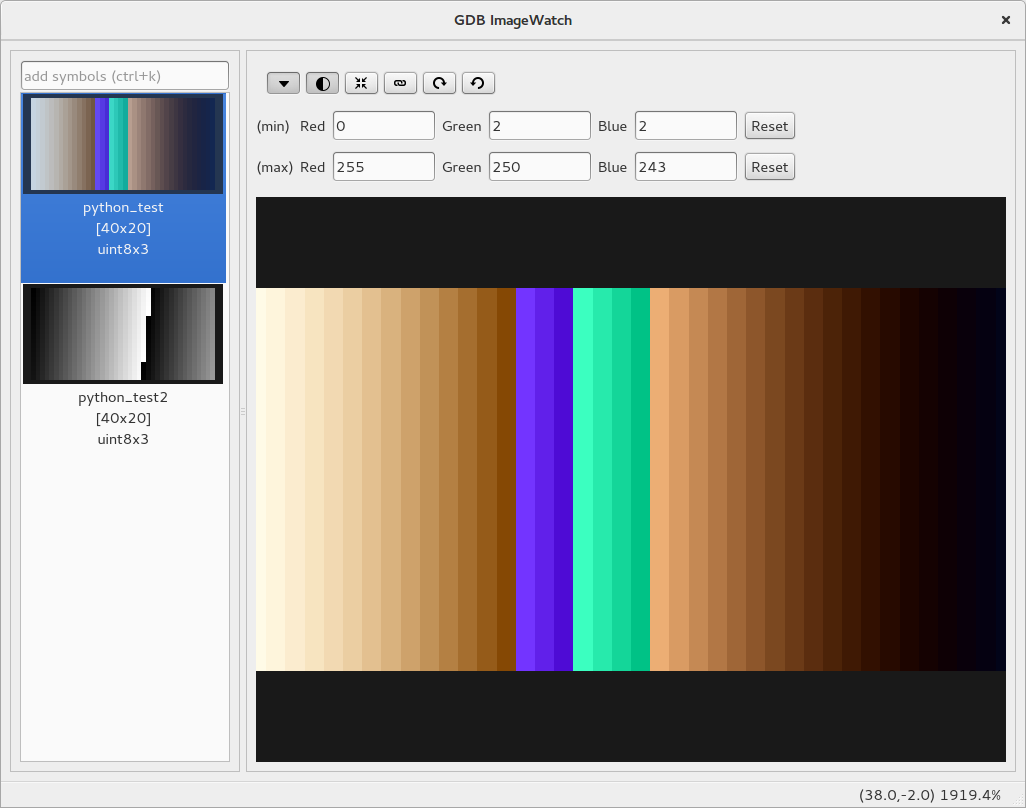 GDB ImageWatch
add symbols (ctrl+k)
python_test
[40x20]
uint8x3
python_test2
[40x20]
uint8x3
(min) Red 0 Green 2 Blue 2 Reset
(max) Red 255 Green 250 Blue 243 Reset
(38.0,-2.0) 1919.4%